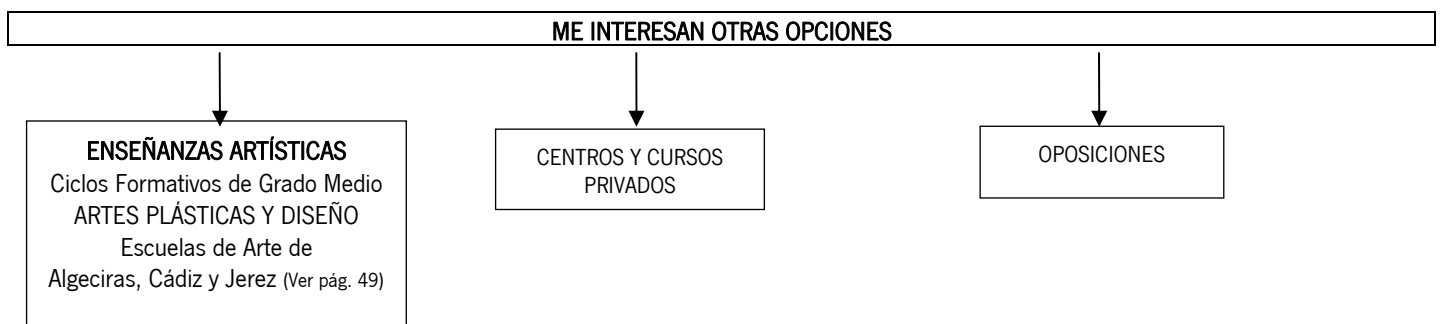 ME INTERESAN OTRAS OPCIONES
ENSEÑANZAS ARTÍSTICAS
Ciclos Formativos de Grado Medio
ARTES PLÁSTICAS Y DISEÑO
Escuelas de Arte de
Algeciras, Cádiz y Jerez (Ver pág. 49)
CENTROS Y CURSOS
PRIVADOS
OPOSICIONES